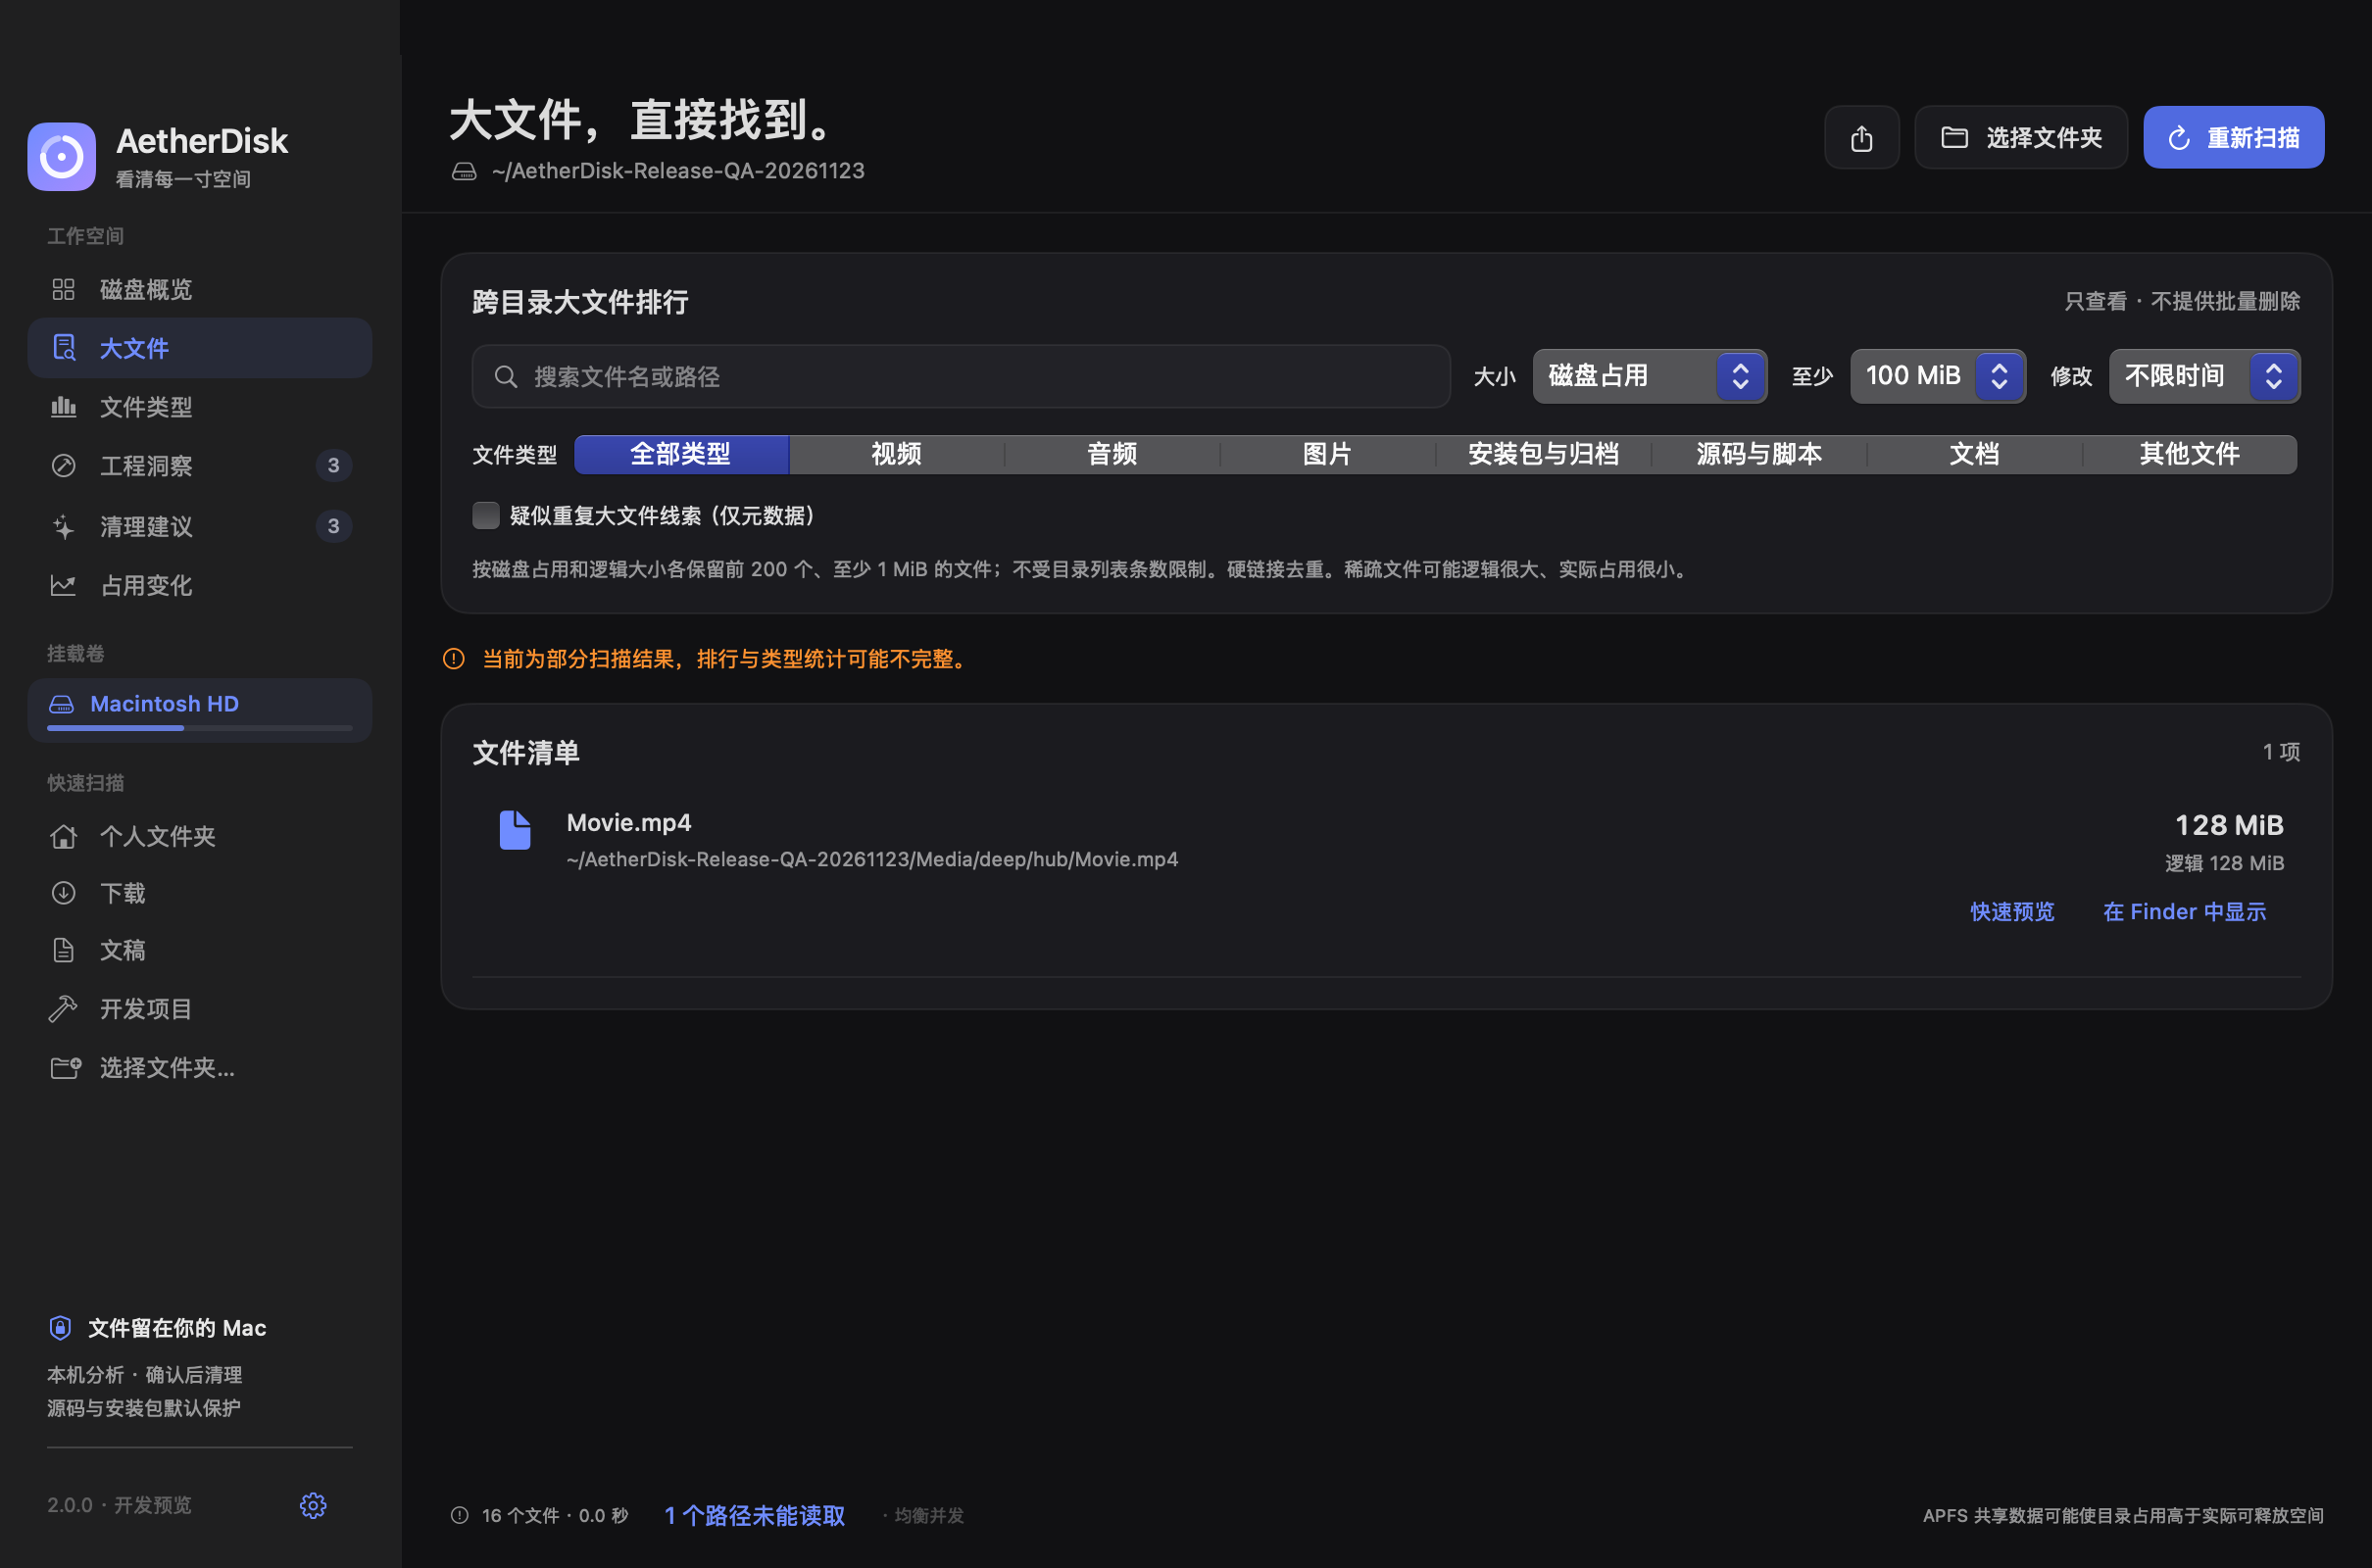 AetherDisk
看清每一寸空间
工作空间
磁盘概览
大文件
文件类型
工程洞察 3
清理建议 3
占用变化
挂载卷
Macintosh HD
快速扫描
个人文件夹
下载
文稿
开发项目
选择文件夹...
文件留在你的 Mac
本机分析 · 确认后清理
源码与安装包默认保护
2.0.0 · 开发预览
大文件，直接找到。
~/AetherDisk-Release-QA-20261123
选择文件夹
重新扫描
跨目录大文件排行
只查看 · 不提供批量删除
搜索文件名或路径
大小 磁盘占用 至少 100 MiB 修改 不限时间
文件类型 全部类型 视频 音频 图片 安装包与归档 源码与脚本 文档 其他文件
疑似重复大文件线索（仅元数据）
按磁盘占用和逻辑大小各保留前 200 个、至少 1 MiB 的文件；不受目录列表条数限制。硬链接去重。稀疏文件可能逻辑很大、实际占用很小。
当前为部分扫描结果，排行与类型统计可能不完整。
文件清单
1 项
Movie.mp4
~/AetherDisk-Release-QA-20261123/Media/deep/hub/Movie.mp4
128 MiB
逻辑 128 MiB
快速预览 在 Finder 中显示
16 个文件 · 0.0 秒 1 个路径未能读取 · 均衡并发
APFS 共享数据可能使目录占用高于实际可释放空间